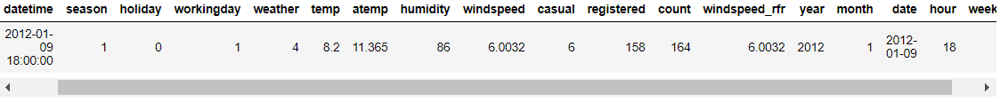 datetime season holiday workingday weather temp atemp humidity windspeed casual registered count windspeed_rfr year month date hour week
2012-01-
09
18:00:00 1 0 1 4 8.2 11.365 86 6.0032 6 158 164 6.0032 2012 1 2012-
01-09 18